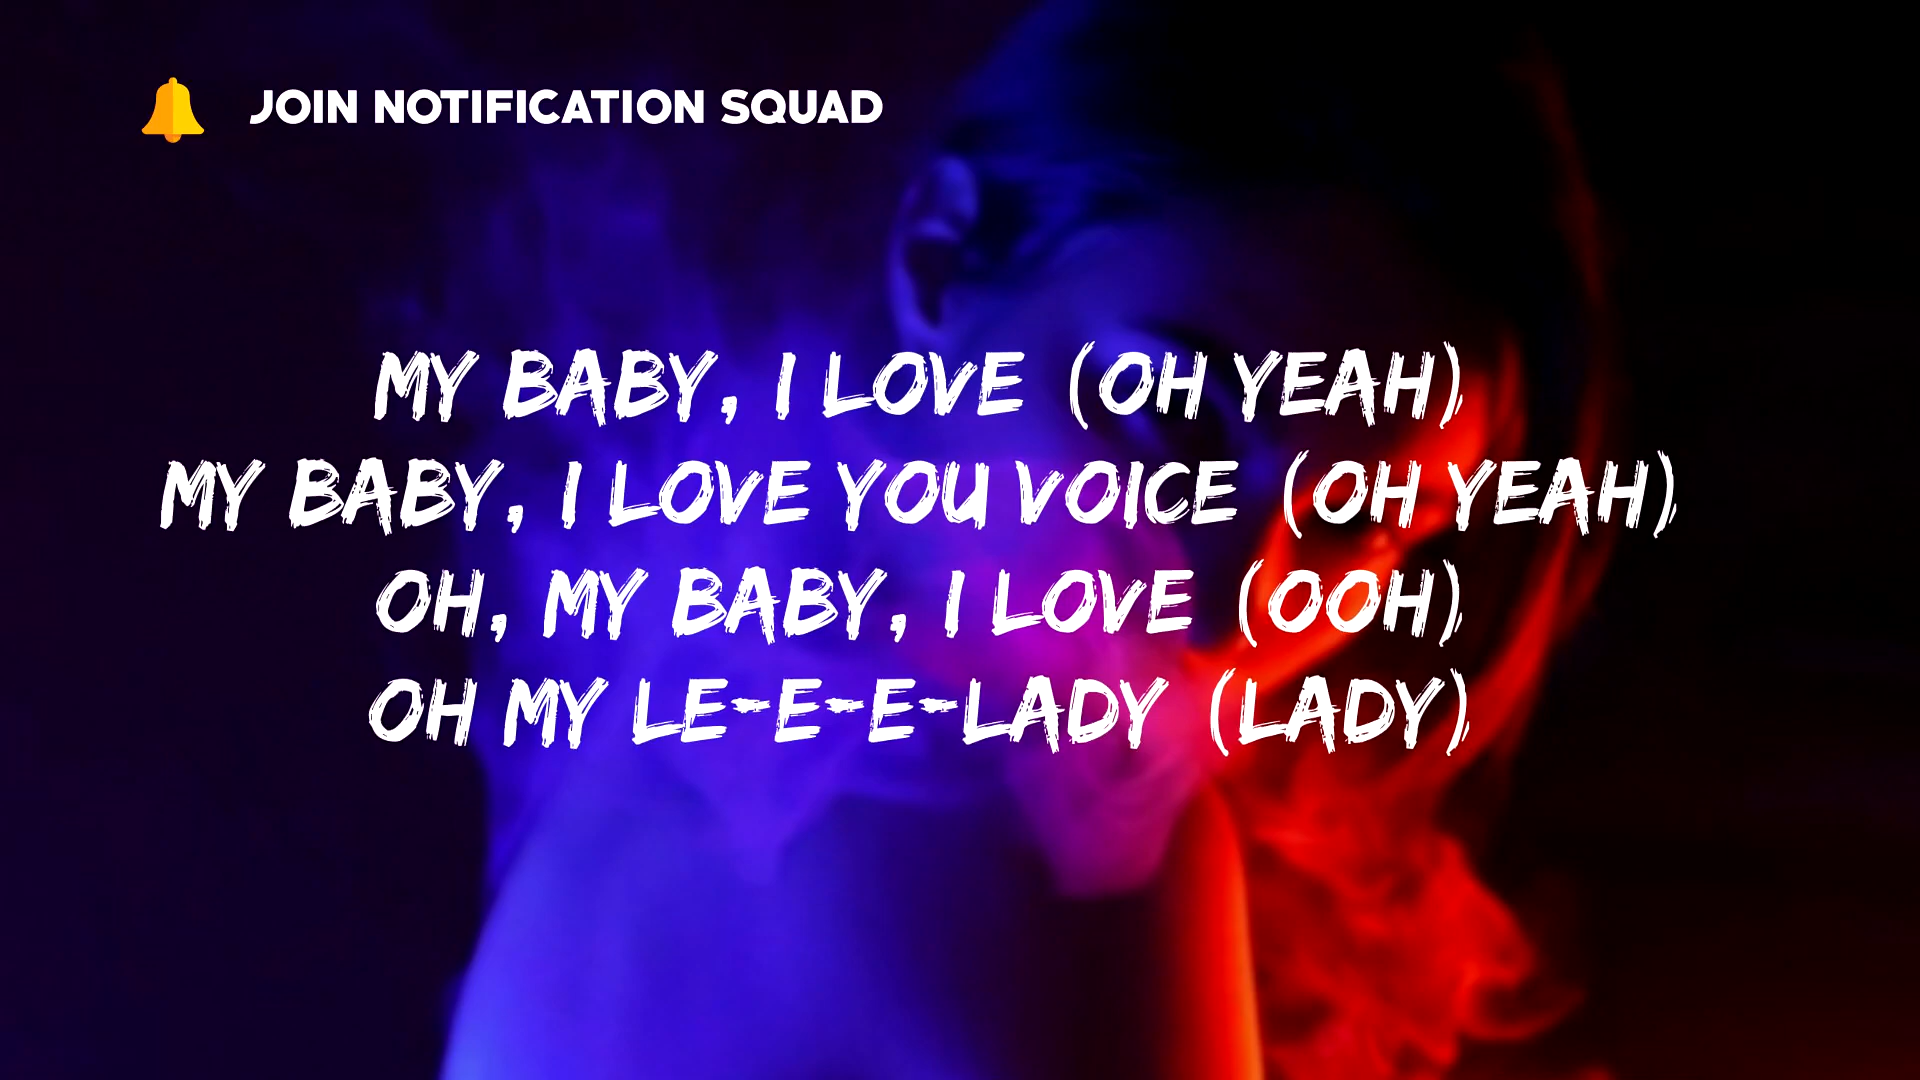 JOIN NOTIFICATION SQUAD
MY BABY, I LOVE (OH YEAH)
MY BABY, I LOVE YOU VOICE (OH YEAH)
OH, MY BABY, I LOVE (OOH)
OH MY LE-E-E-LADY (LADY)